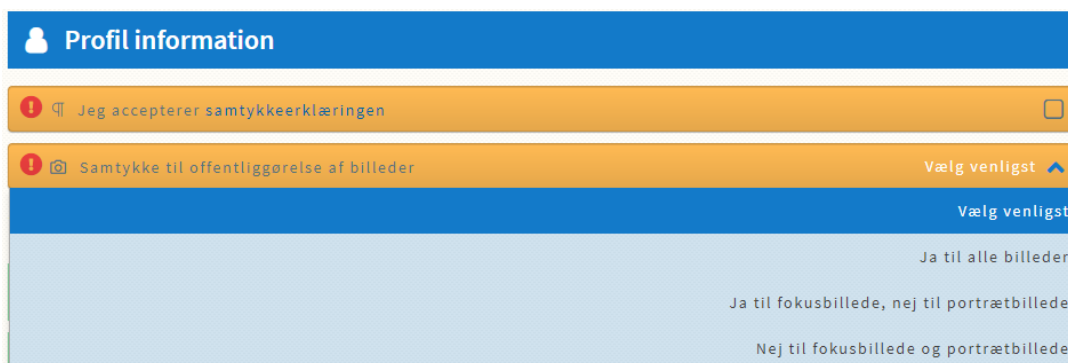 Profil information
Jeg accepterer samtykkeerklæringen
Samtykke til offentliggørelse af billeder Vælg venligst
Vælg venligst
Ja til alle billeder
Ja til fokusbillede, nej til portrætbillede
Nej til fokusbillede og portrætbillede